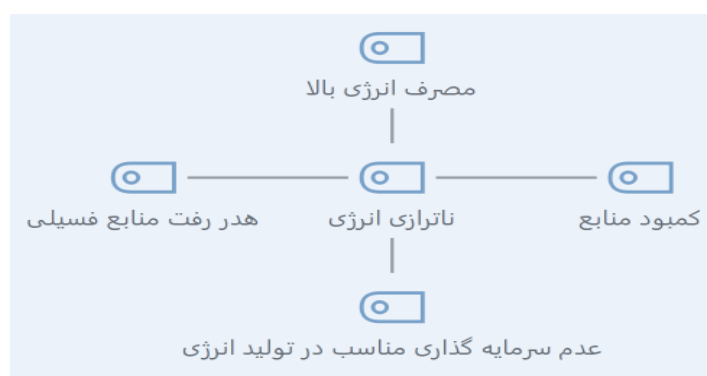 مصرف انرژی بالا
کمبود منابع
ناترازی انرژی
هدر رفت منابع فسیلی
عدم سرمایه گذاری مناسب در تولید انرژی